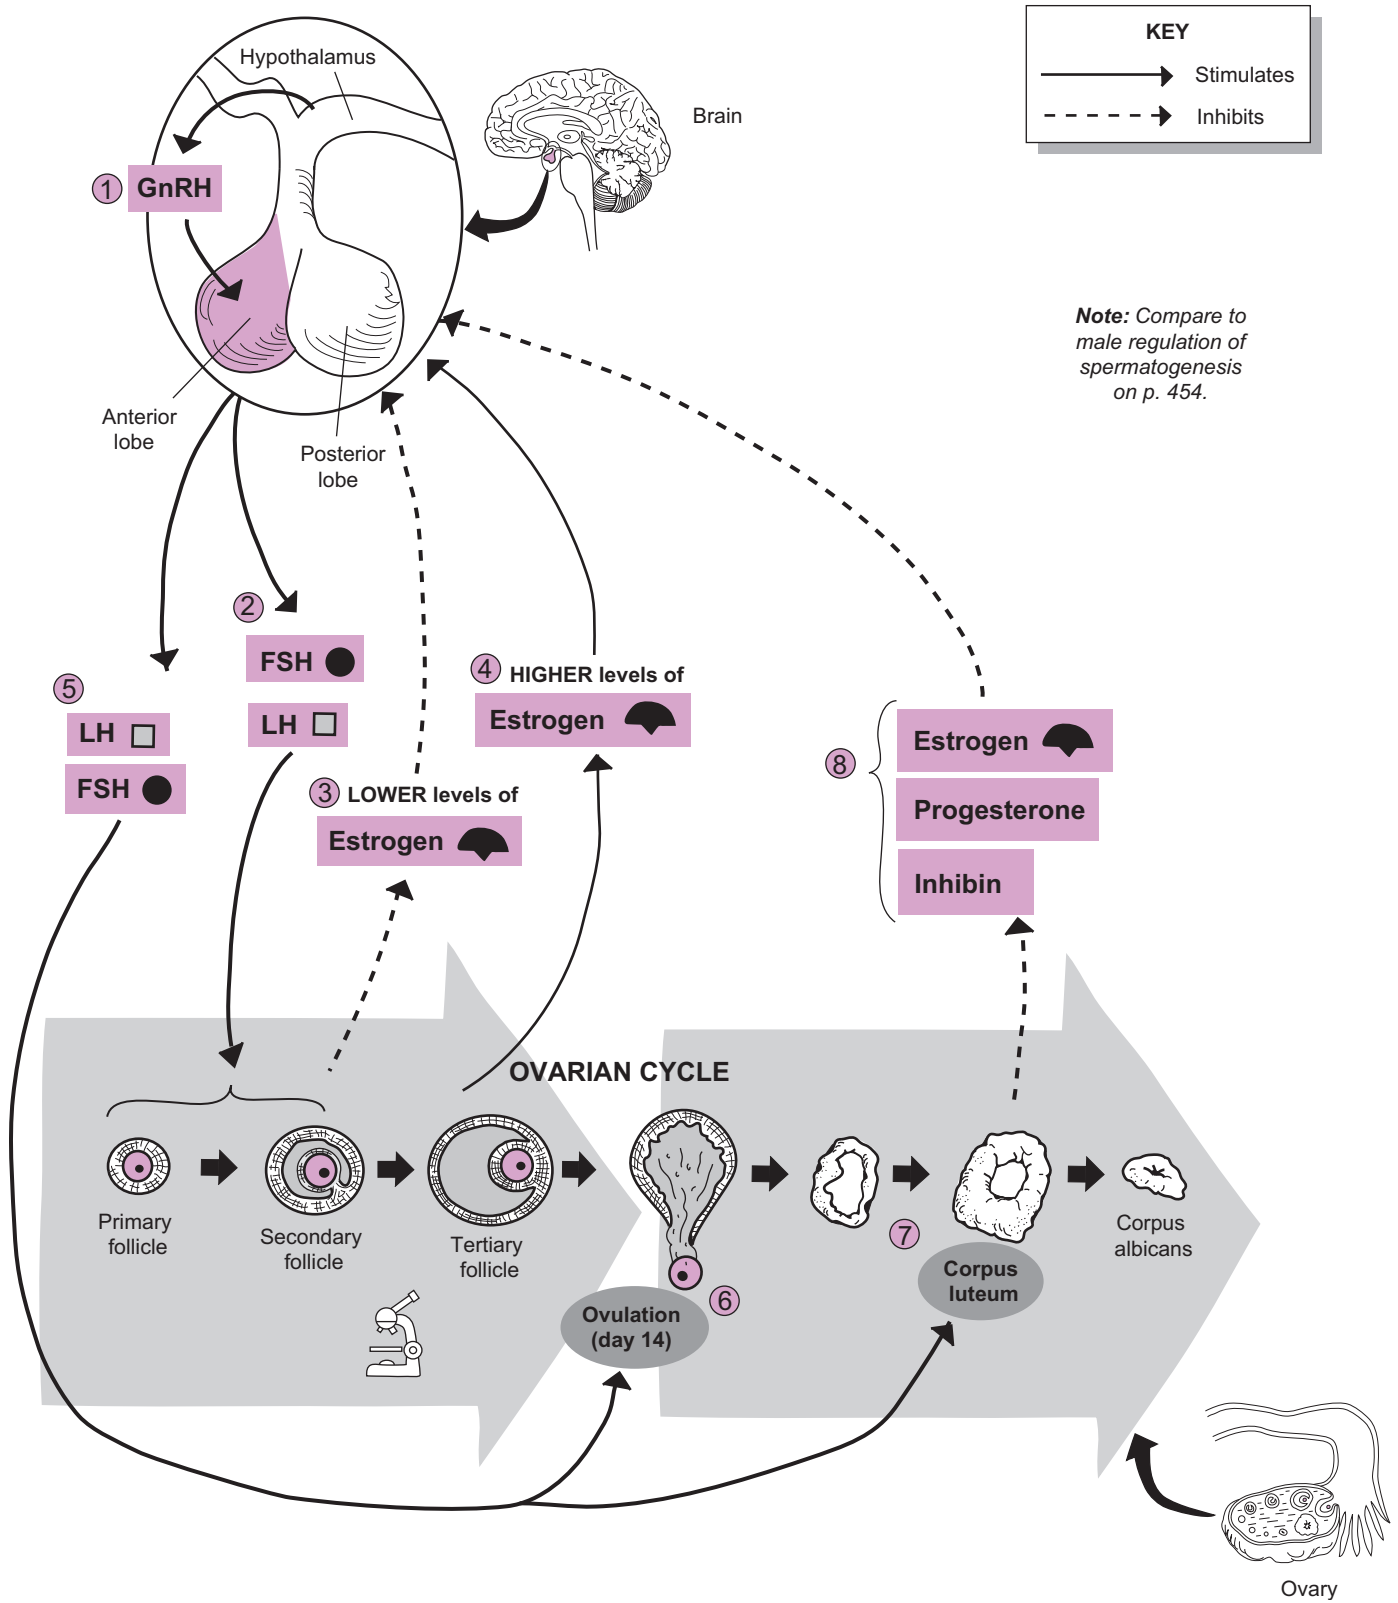 Hypothalamus
Brain
KEY
Stimulates
Inhibits
1 GnRH
Note: Compare to
male regulation of
spermatogenesis
on p. 454.
Anterior
lobe
Posterior
lobe
2
FSH
LH
5
LH
FSH
3 LOWER levels of
Estrogen
4 HIGHER levels of
Estrogen
8
Estrogen
Progesterone
Inhibin
OVARIAN CYCLE
Primary
follicle
Secondary
follicle
Tertiary
follicle
6
Ovulation
(day 14)
7
Corpus
luteum
Corpus
albicans
Ovary